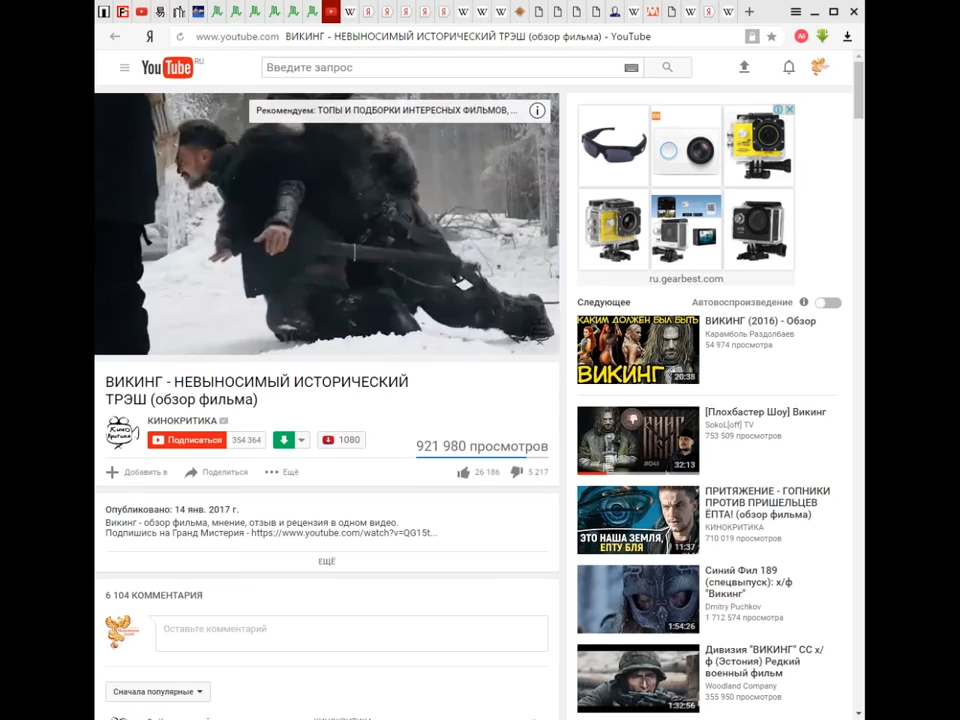 www.youtube.com ВИКИНГ - НЕВЫНОСИМЫЙ ИСТОРИЧЕСКИЙ ТРЭШ (обзор фильма) - YouTube
YouTube RU
Введите запрос
Рекомендуем: ТОПЫ И ПОДБОРКИ ИНТЕРЕСНЫХ ФИЛЬМОВ, ...
ru.gearbest.com
ВИКИНГ - НЕВЫНОСИМЫЙ ИСТОРИЧЕСКИЙ
ТРЭШ (обзор фильма)
КИНОКРИТИКА
Подписаться 354 364 1080
921 980 просмотров
Добавить в Поделиться Ещё 26 186 5 217
Опубликовано: 14 янв. 2017 г.
Викинг - обзор фильма, мнение, отзыв и рецензия в одном видео.
Подпишись на Гранд Мистерия - https://www.youtube.com/watch?v=QG15t...
ЕЩЁ
6 104 КОММЕНТАРИЯ
Оставьте комментарий
Сначала популярные
Следующее Автовоспроизведение
КАКИМ ДОЛЖЕН БЫЛ БЫТЬ
ВИКИНГ
20:38
ВИКИНГ (2016) - Обзор
Карамболь Раздолбаев
54 974 просмотра
32:13
[Плохбастер Шоу] Викинг
SokoL[off] TV
753 509 просмотров
ЭТО НАША ЗЕМЛЯ,
ЕПТУ БЛЯ
11:37
ПРИТЯЖЕНИЕ - ГОПНИКИ
ПРОТИВ ПРИШЕЛЬЦЕВ
ЁПТА! (обзор фильма)
КИНОКРИТИКА
710 019 просмотров
1:54:26
Синий Фил 189
(спецвыпуск): х/ф
"Викинг"
Dmitry Puchkov
1 712 574 просмотра
1:32:56
Дивизия "ВИКИНГ" СС х/
ф (Эстония) Редкий
военный фильм
Woodland Company
355 950 просмотров